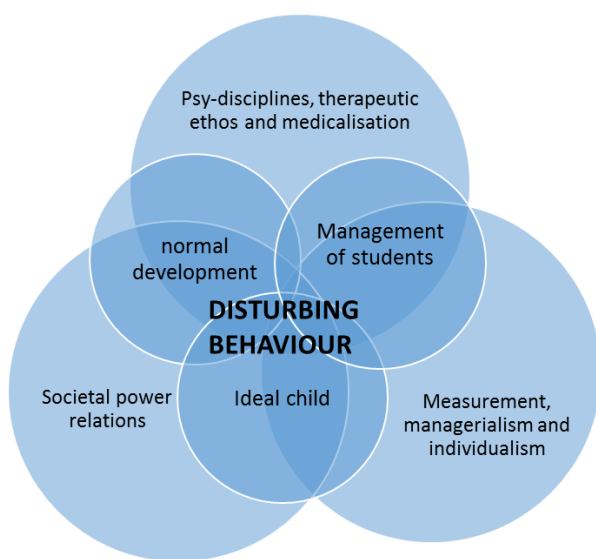 Psy-disciplines, therapeutic
ethos and medicalisation
normal
development
Management
of students
DISTURBING
BEHAVIOUR
Societal power
relations
Ideal child
Measurement,
managerialism and
individualism